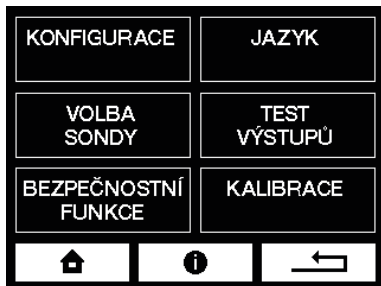 KONFIGURACE
JAZYK
VOLBA
SONDY
TEST
VÝSTUPŮ
BEZPEČNOSTNÍ
FUNKCE
KALIBRACE